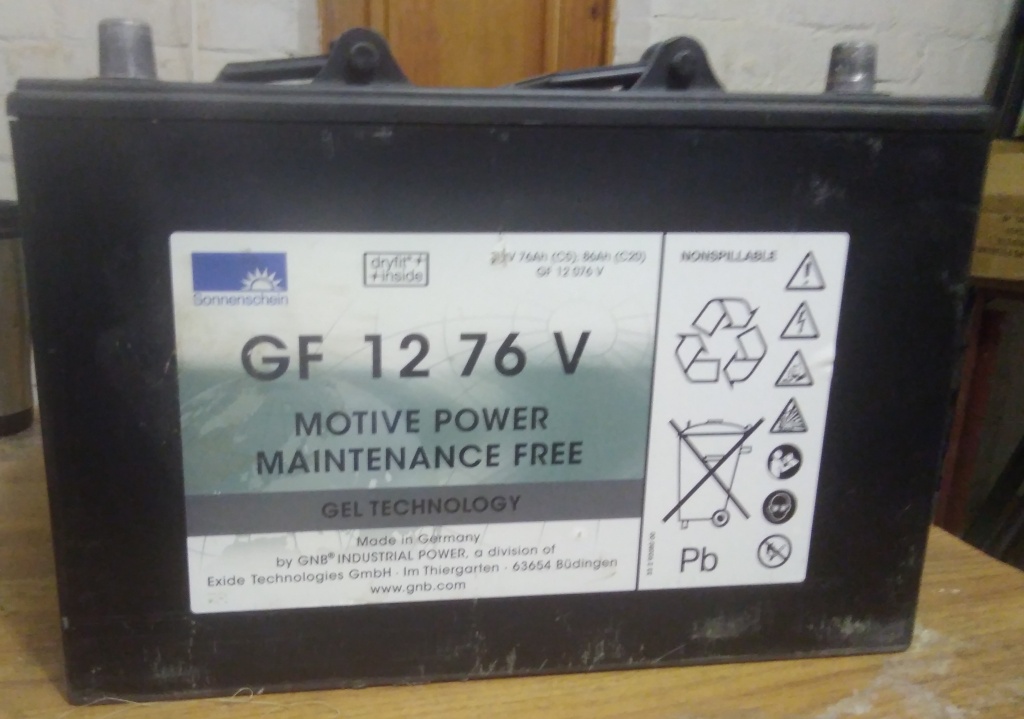 Sonnenschein
dryfit
inside
V 76Ah (C5) 86Ah (C20)
GF 12 076 V
GF 12 76 V
MOTIVE POWER
MAINTENANCE FREE
GEL TECHNOLOGY
Made in Germany
by GNB® INDUSTRIAL POWER, a division of
Exide Technologies GmbH · Im Thiergarten · 63654 Büdingen
www.gnb.com
NONSPILLABLE
Pb